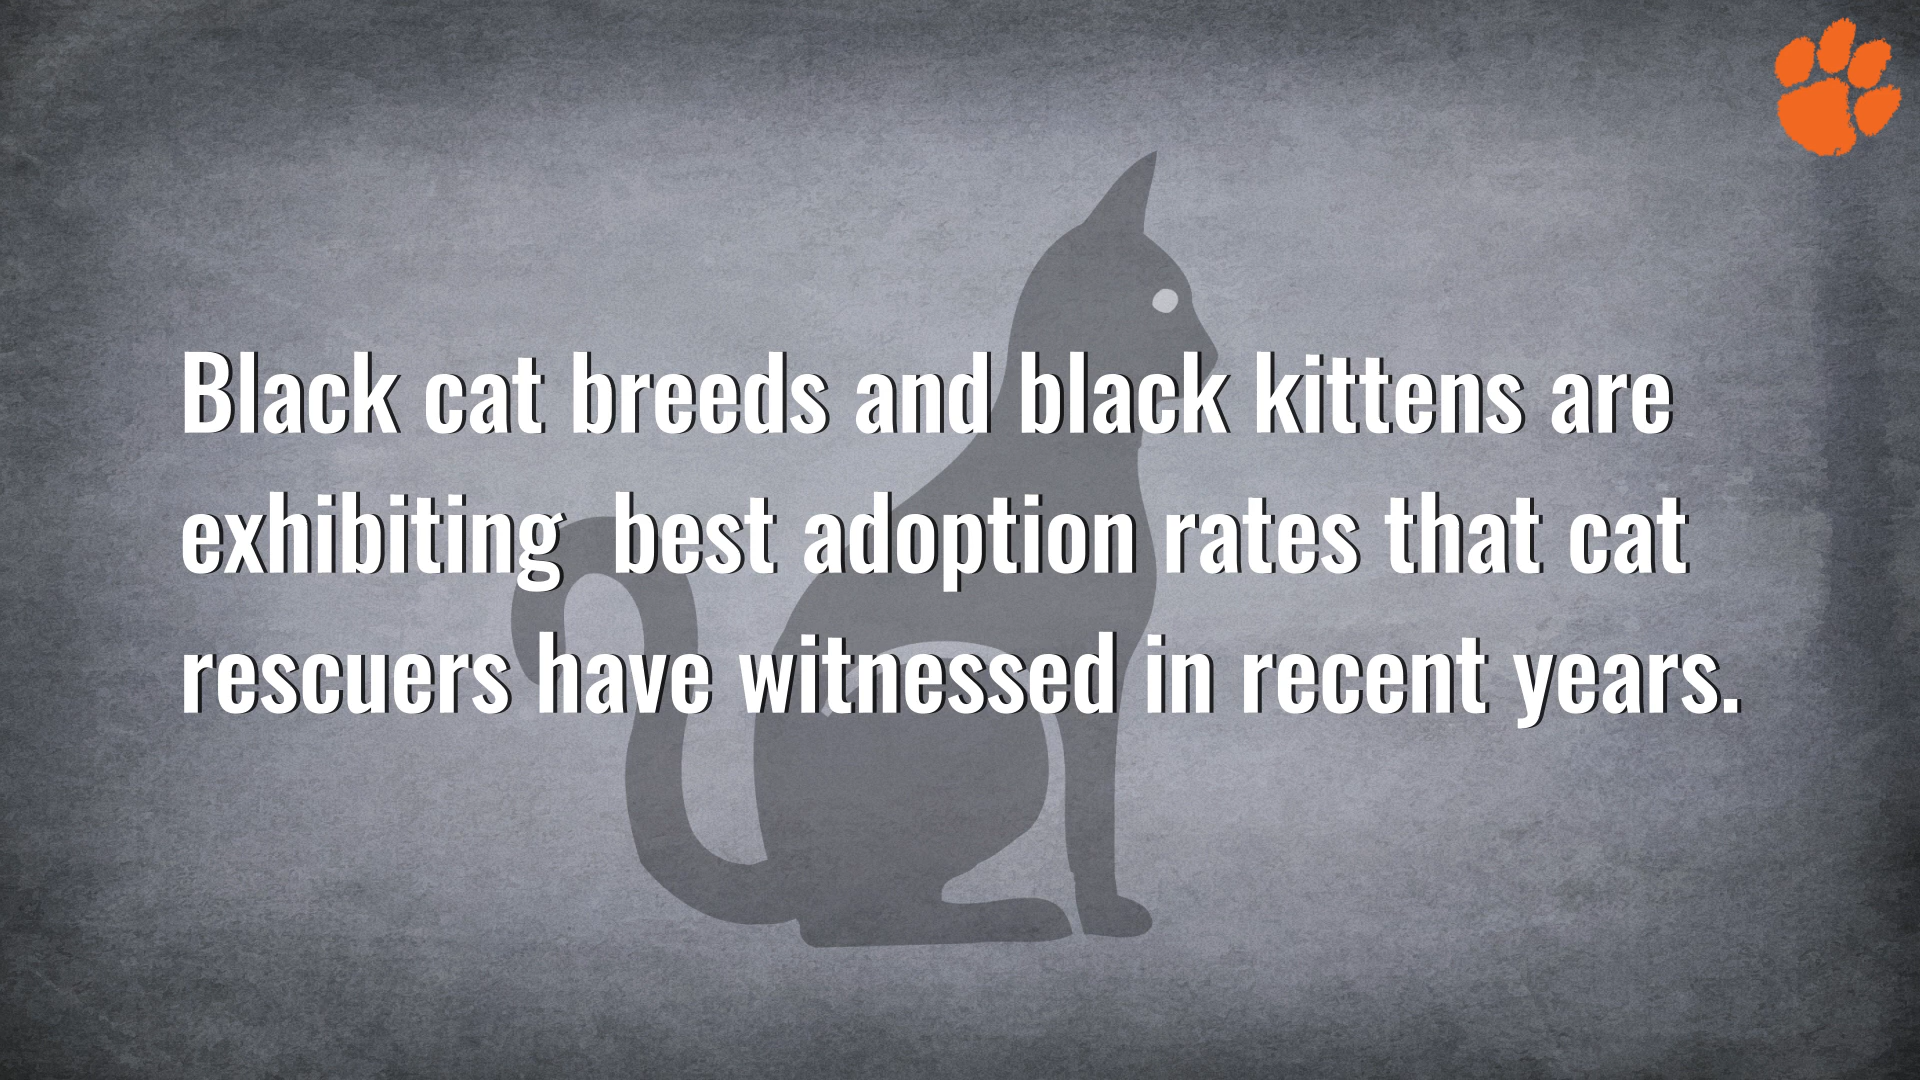 Black cat breeds and black kittens are
exhibiting  best adoption rates that cat
rescuers have witnessed in recent years.